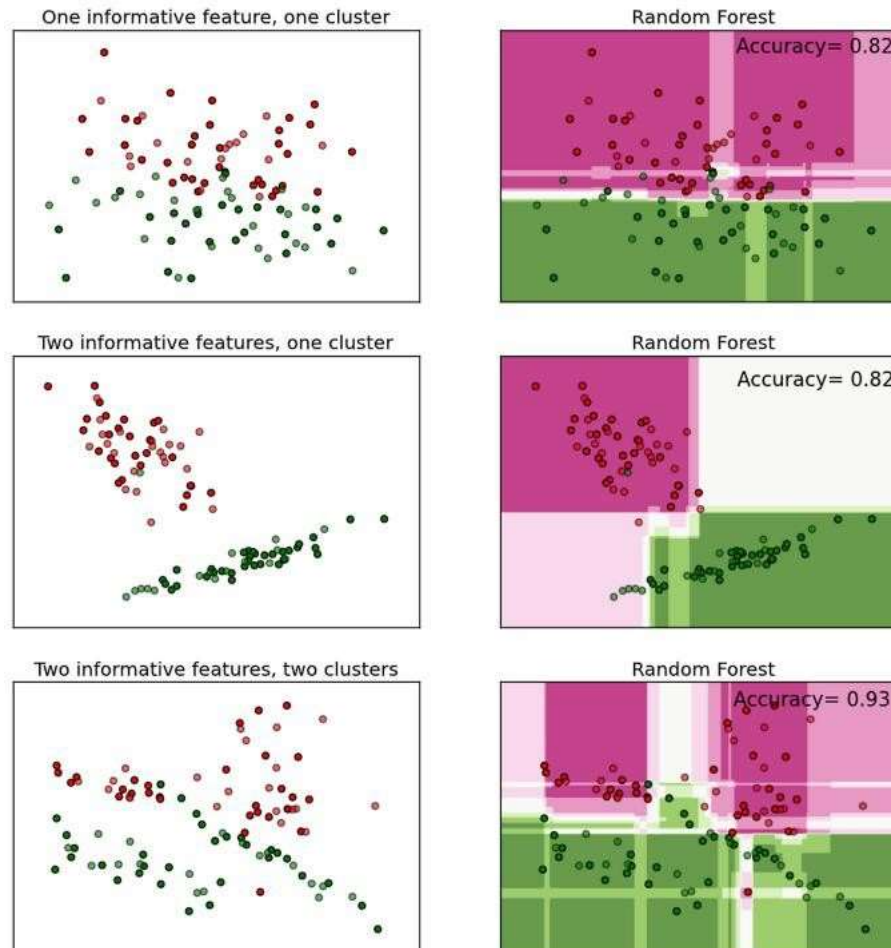 One informative feature, one cluster
Random Forest
Accuracy= 0.82
Two informative features, one cluster
Random Forest
Accuracy= 0.82
Two informative features, two clusters
Random Forest
Accuracy= 0.93